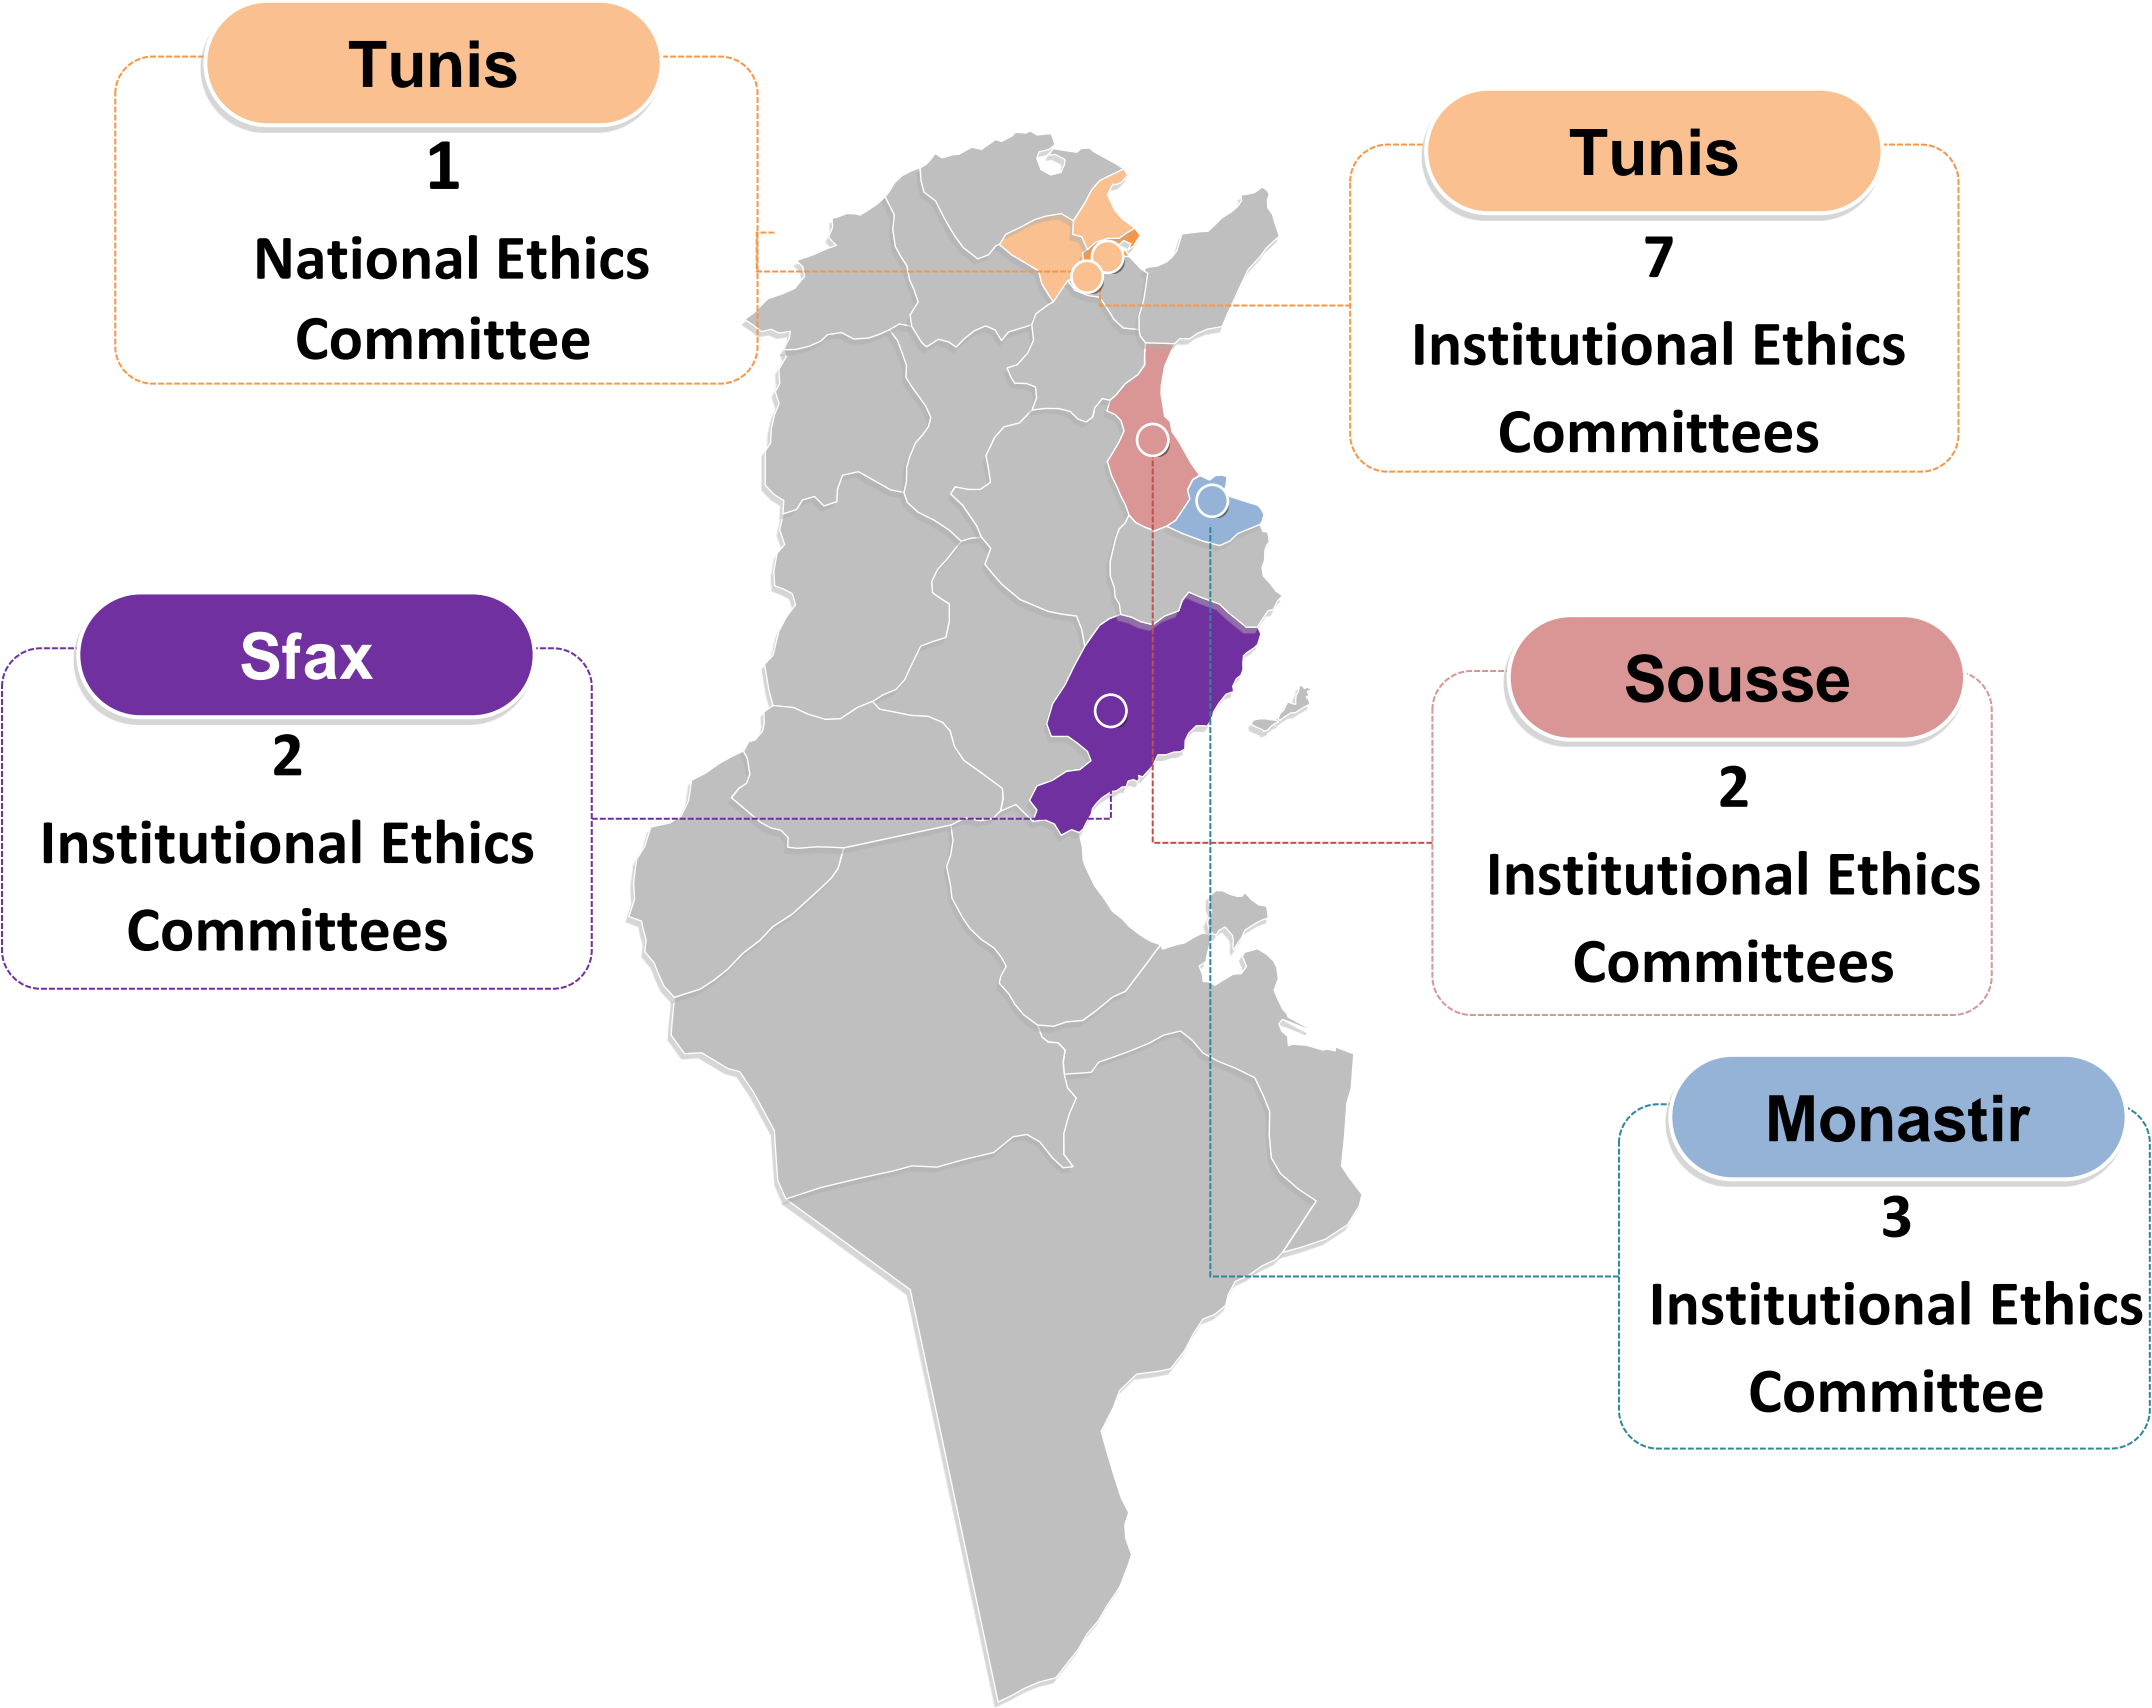 Tunis
1
National Ethics
Committee
Tunis
7
Institutional Ethics
Committees
Sfax
2
Institutional Ethics
Committees
Sousse
2
Institutional Ethics
Committees
Monastir
3
Institutional Ethics
Committee